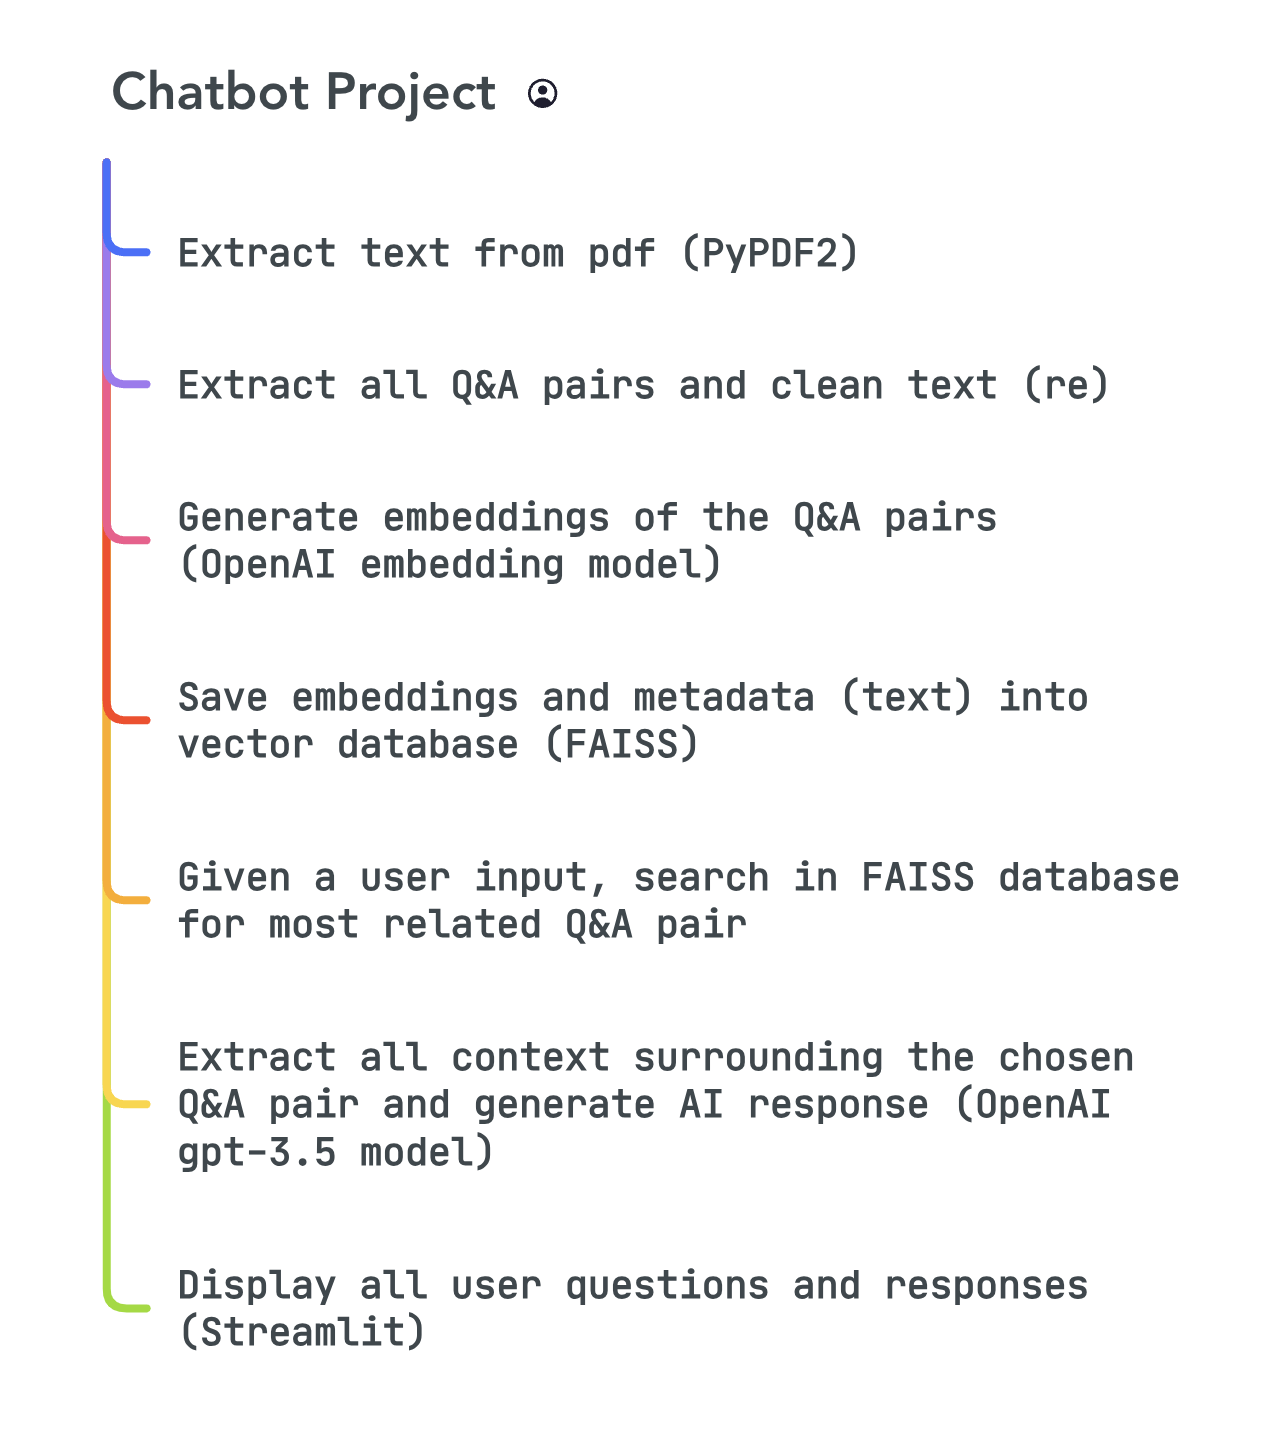 Chatbot Project
Extract text from pdf (PyPDF2)
Extract all Q&A pairs and clean text (re)
Generate embeddings of the Q&A pairs
(OpenAI embedding model)
Save embeddings and metadata (text) into
vector database (FAISS)
Given a user input, search in FAISS database
for most related Q&A pair
Extract all context surrounding the chosen
Q&A pair and generate AI response (OpenAI
gpt-3.5 model)
Display all user questions and responses
(Streamlit)